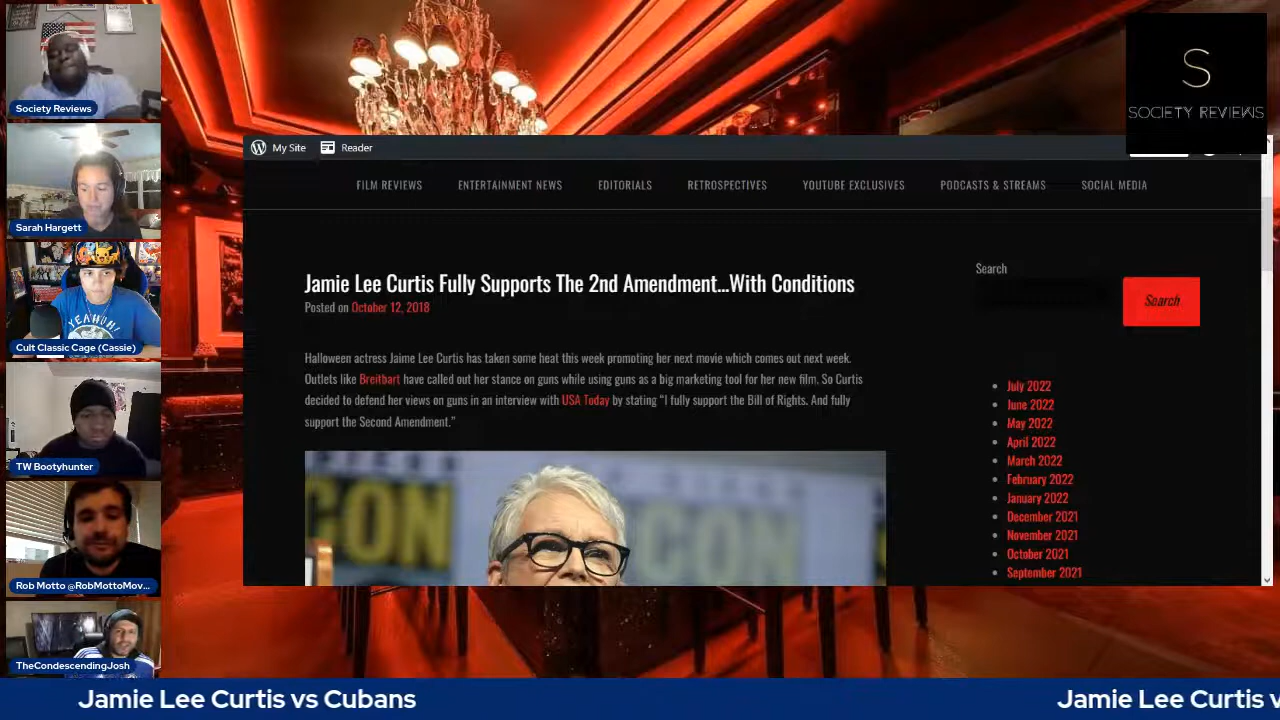 Society Reviews
Sarah Hargett
Cult Classic Cage (Cassie)
TW Bootyhunter
Rob Motto @RobMottoMov...
TheCondescendingJosh
YEAHUH!
S
SOCIETY REVIEWS
My Site
Reader
FILM REVIEWS
ENTERTAINMENT NEWS
EDITORIALS
RETROSPECTIVES
YOUTUBE EXCLUSIVES
PODCASTS & STREAMS
SOCIAL MEDIA
Jamie Lee Curtis Fully Supports The 2nd Amendment...With Conditions
Posted on October 12, 2018
Halloween actress Jaime Lee Curtis has taken some heat this week promoting her next movie which comes out next week.
Outlets like Breitbart have called out her stance on guns while using guns as a big marketing tool for her new film. So Curtis
decided to defend her views on guns in an interview with USA Today by stating “I fully support the Bill of Rights. And fully
support the Second Amendment.”
Search
Search
July 2022
June 2022
May 2022
April 2022
March 2022
February 2022
January 2022
December 2021
November 2021
October 2021
September 2021
Jamie Lee Curtis vs Cubans
Jamie Lee Curtis v